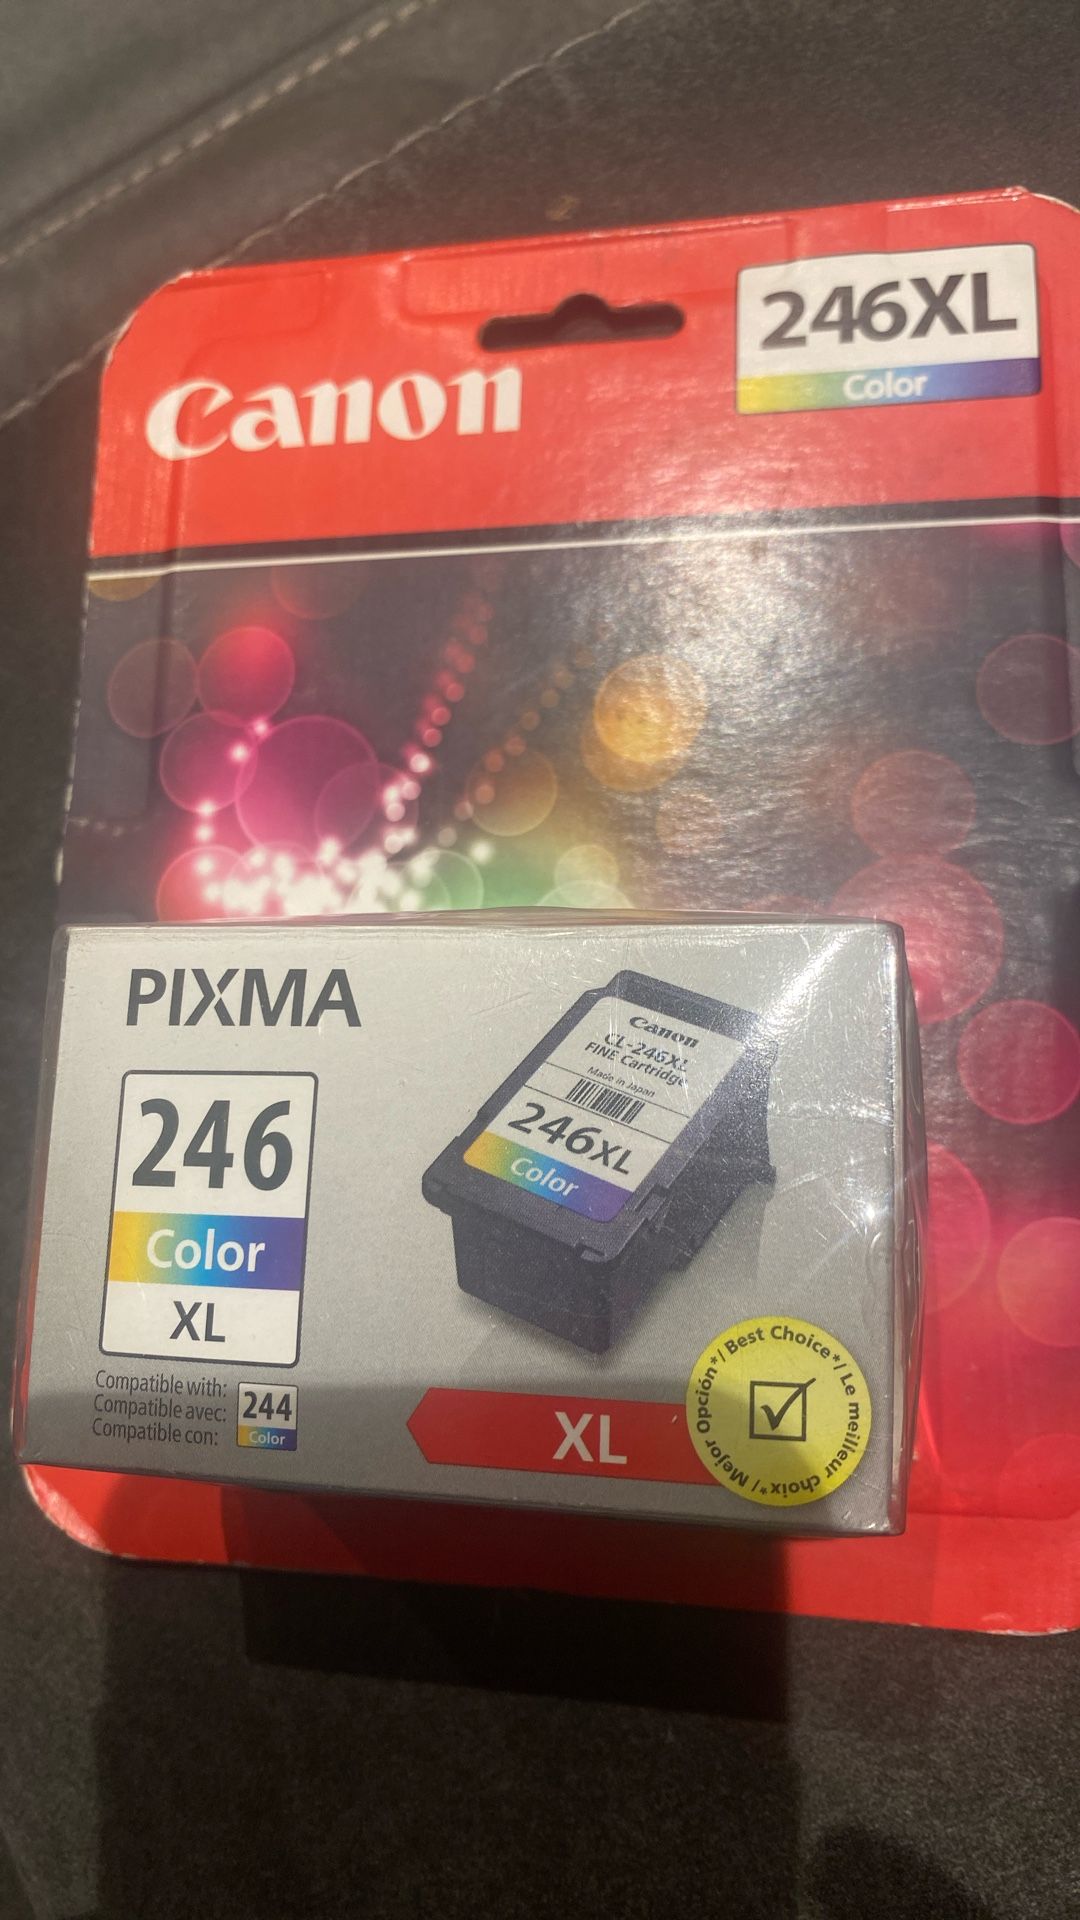 Canon
246XL
Color
PIXMA
246
Color
XL
Compatible with:
Compatible avec:
Compatible con:
244
Color
Canon
CL-246XL
FINE Cartridge
Made in Japan
246XL
Color
XL
Best Choice*/ Le meilleur choix*/ Mejor Opción*/